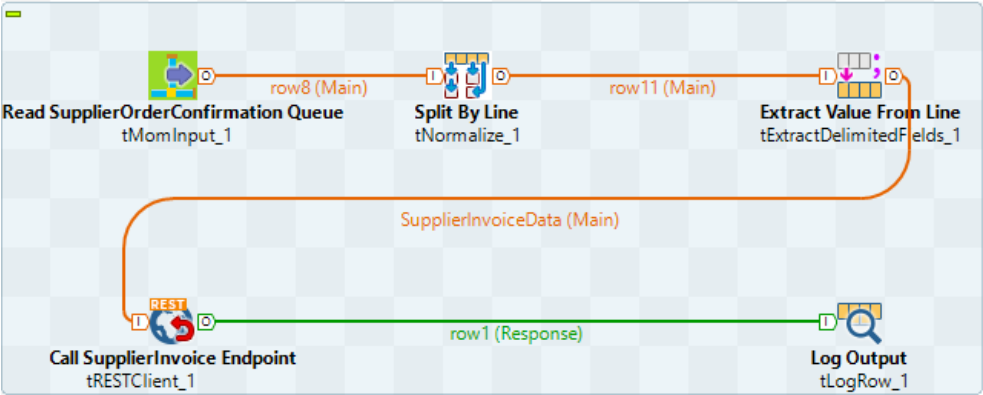 O
row8 (Main)
I
O
row11 (Main)
I
;
O
Read SupplierOrderConfirmation Queue
Split By Line
Extract Value From Line
tMomInput_1
tNormalize_1
tExtractDelimitedFields_1
SupplierInvoiceData (Main)
REST
I
O
row1 (Response)
I
Call SupplierInvoice Endpoint
Log Output
tRESTClient_1
tLogRow_1